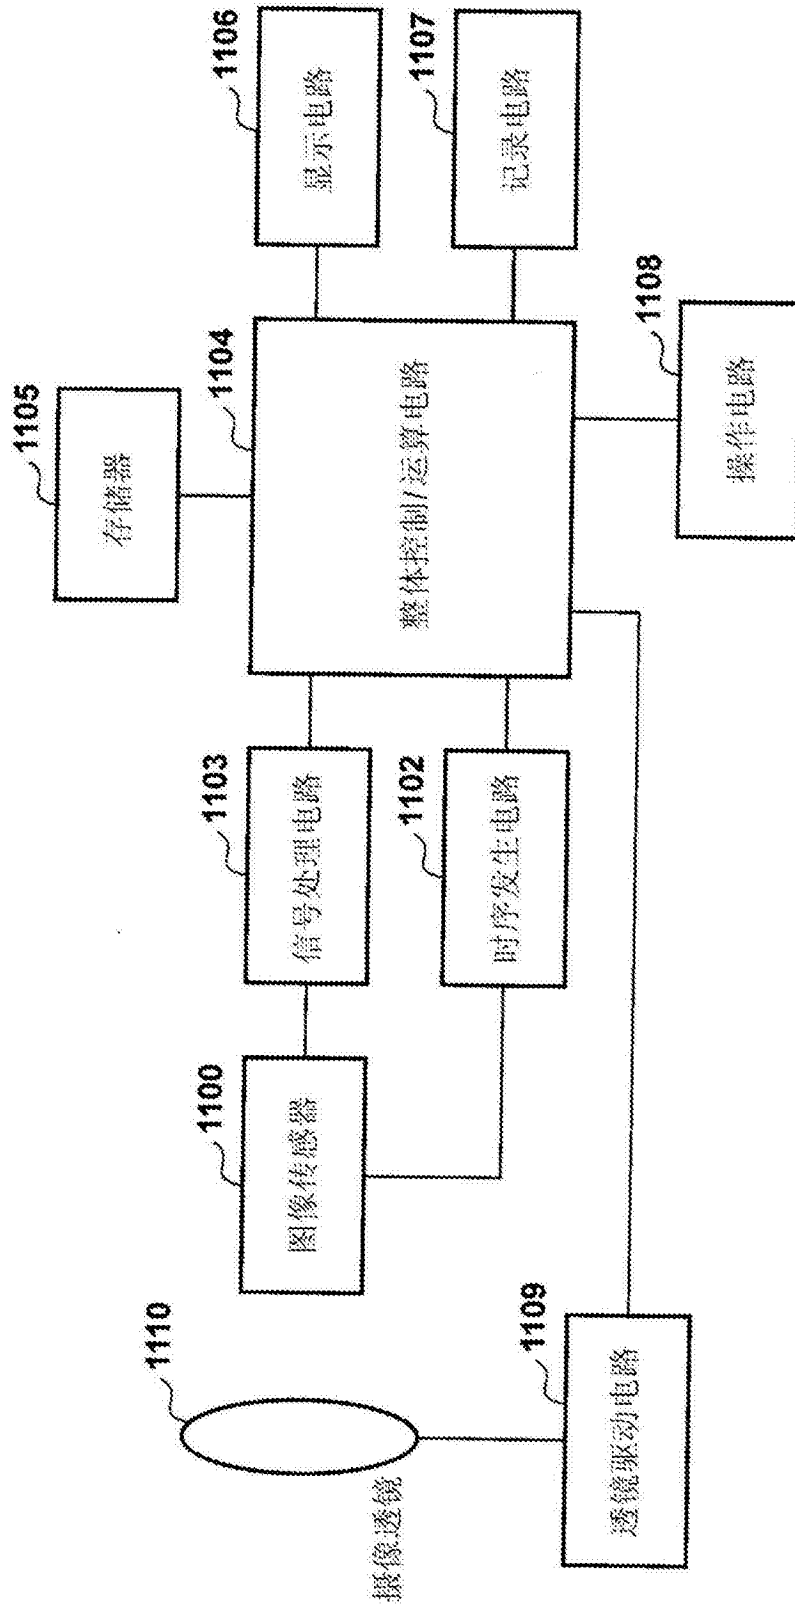 1110
摄像透镜
1100
图像传感器
1103
信号处理电路
1102
时序发生电路
1109
透镜驱动电路
1105
存储器
1104
整体控制/运算电路
1106
显示电路
1107
记录电路
1108
操作电路